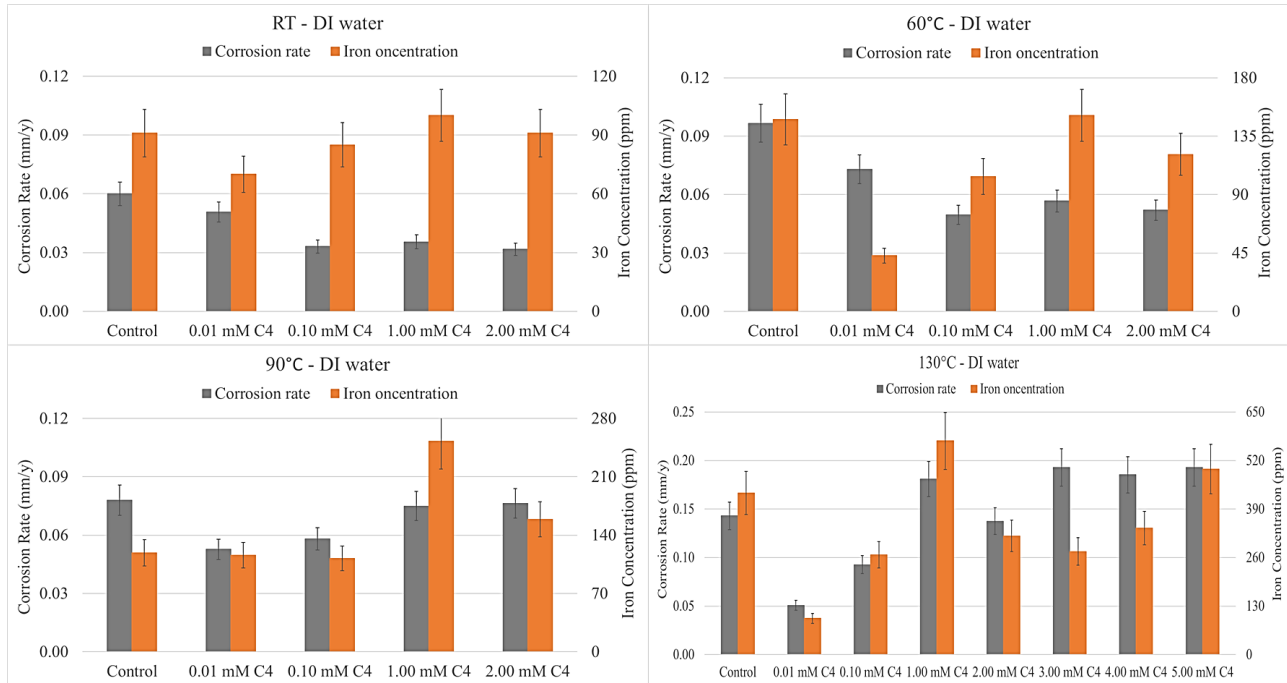 RT - DI water
Corrosion rate Iron oncentration
Corrosion Rate (mm/y)
0.12
0.09
0.06
0.03
0.00
120
90
60
30
0
Iron Concentration (ppm)
Control 0.01 mM C4 0.10 mM C4 1.00 mM C4 2.00 mM C4
60°C - DI water
Corrosion rate Iron oncentration
Corrosion Rate (mm/y)
0.12
0.09
0.06
0.03
0.00
180
135
90
45
0
Iron Concentration (ppm)
Control 0.01 mM C4 0.10 mM C4 1.00 mM C4 2.00 mM C4
90°C - DI water
Corrosion rate Iron oncentration
Corrosion Rate (mm/y)
0.12
0.09
0.06
0.03
0.00
280
210
140
70
0
Iron Concentration (ppm)
Control 0.01 mM C4 0.10 mM C4 1.00 mM C4 2.00 mM C4
130°C - DI water
Corrosion rate Iron oncentration
Corrosion Rate (mm/y)
0.25
0.20
0.15
0.10
0.05
0.00
650
520
390
260
130
0
Iron Concentration (ppm)
Control 0.01 mM C4 0.10 mM C4 1.00 mM C4 2.00 mM C4 3.00 mM C4 4.00 mM C4 5.00 mM C4